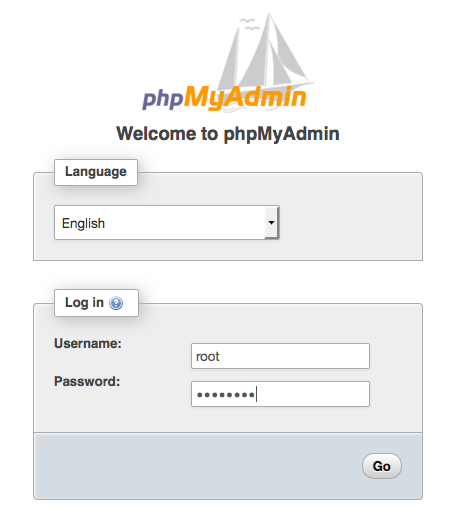 phpMyAdmin
Welcome to phpMyAdmin
Language
English
Log in
Username:
root
Password:
••••••••
Go